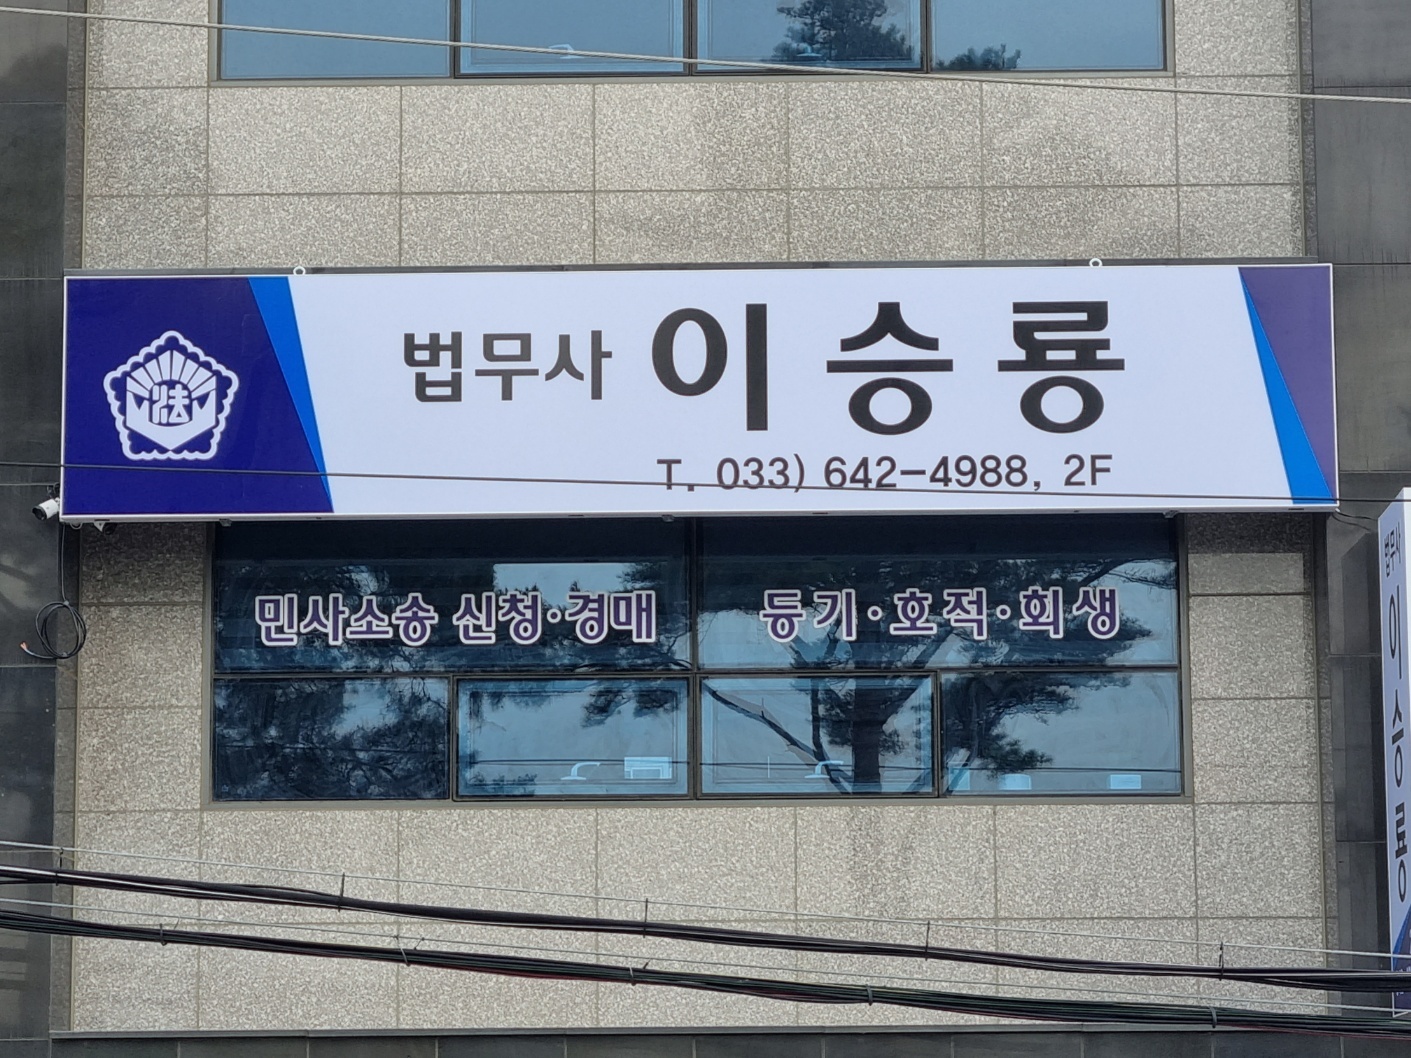 법무사 이승룡
T. 033) 642-4988, 2F
法
민사소송 신청·경매 등기·호적·회생
법무사 이승룡